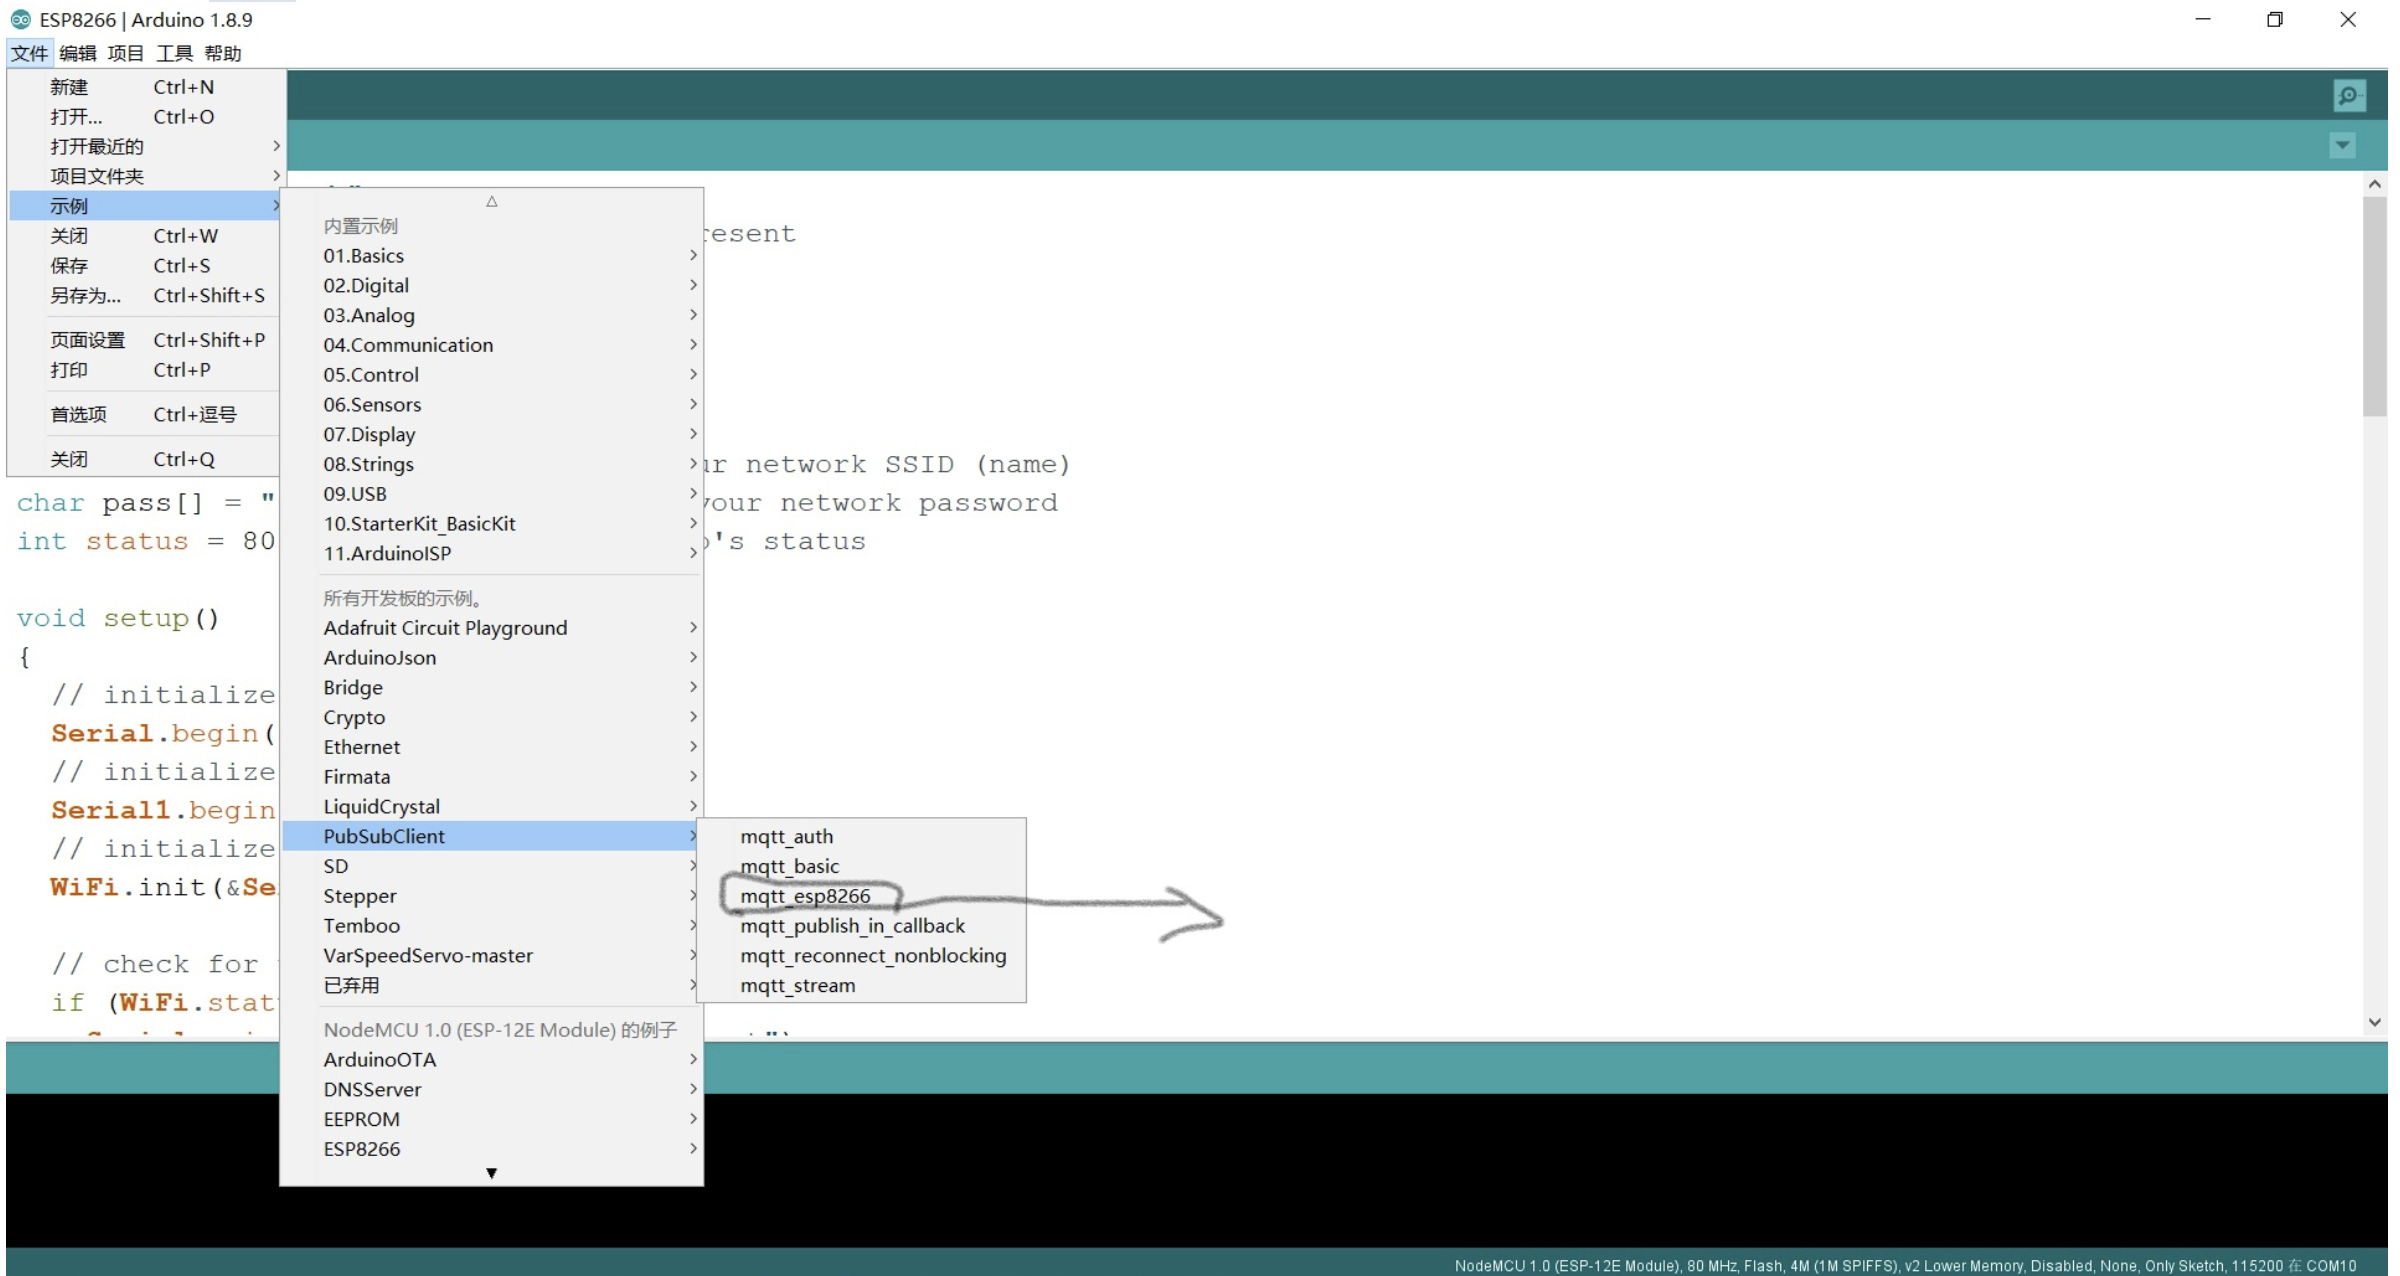 ESP8266 | Arduino 1.8.9
文件 编辑 项目 工具 帮助
新建 Ctrl+N
打开... Ctrl+O
打开最近的
项目文件夹
示例
关闭 Ctrl+W
保存 Ctrl+S
另存为... Ctrl+Shift+S
页面设置 Ctrl+Shift+P
打印 Ctrl+P
首选项 Ctrl+逗号
关闭 Ctrl+Q
内置示例
01.Basics
02.Digital
03.Analog
04.Communication
05.Control
06.Sensors
07.Display
08.Strings
09.USB
10.StarterKit_BasicKit
11.ArduinoISP
所有开发板的示例。
Adafruit Circuit Playground
ArduinoJson
Bridge
Crypto
Ethernet
Firmata
LiquidCrystal
PubSubClient
SD
Stepper
Temboo
VarSpeedServo-master
已弃用
NodeMCU 1.0 (ESP-12E Module) 的例子
ArduinoOTA
DNSServer
EEPROM
ESP8266
mqtt_auth
mqtt_basic
mqtt_esp8266
mqtt_publish_in_callback
mqtt_reconnect_nonblocking
mqtt_stream
resent
ur network SSID (name)
char pass[] = " your network password
int status = 80 o's status
void setup()
{
// initialize
Serial.begin(
// initialize
Serial1.begin
// initialize
WiFi.init(&Se
// check for
if (WiFi.stat
NodeMCU 1.0 (ESP-12E Module), 80 MHz, Flash, 4M (1M SPIFFS), v2 Lower Memory, Disabled, None, Only Sketch, 115200 在 COM10